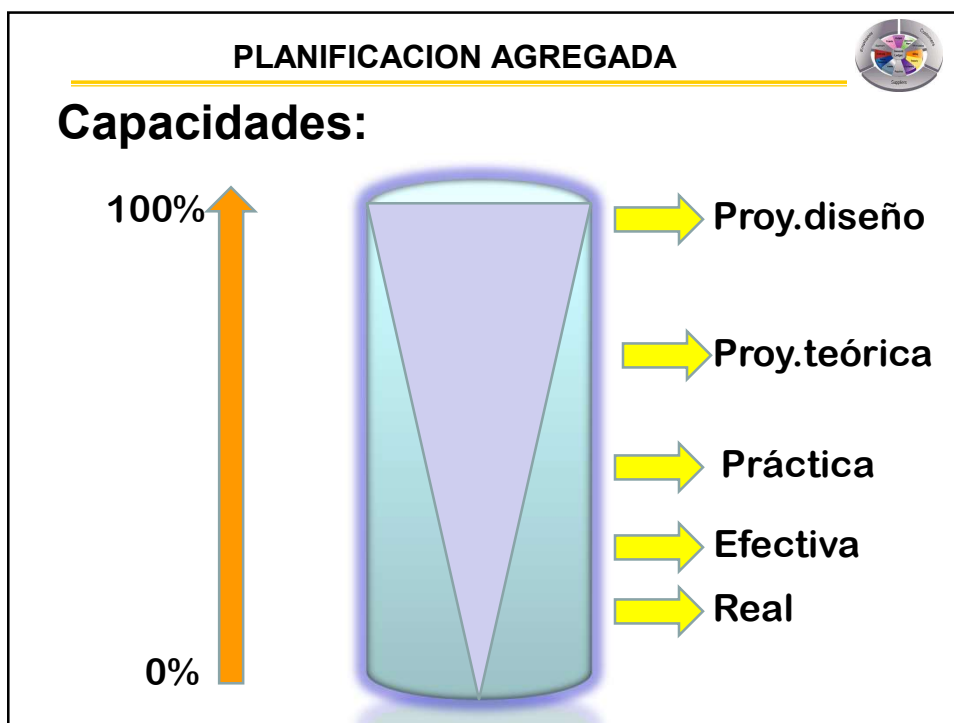 PLANIFICACION AGREGADA
Capacidades:
100%
Proy.diseño
Proy.teórica
Práctica
Efectiva
Real
0%